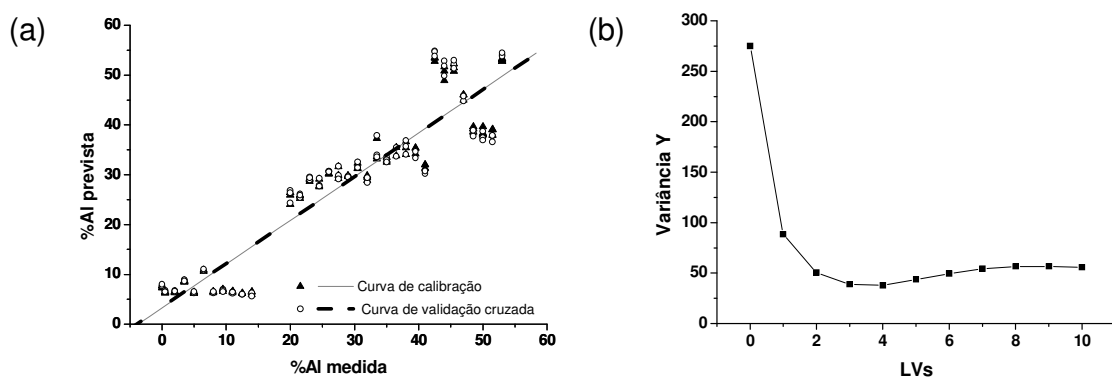 (a)
60
50
40
30
20
10
0
%Al prevista
Curva de calibração
Curva de validação cruzada
0 10 20 30 40 50 60
%Al medida
(b)
300
250
200
150
100
50
0
Variância Y
0 2 4 6 8 10
LVs